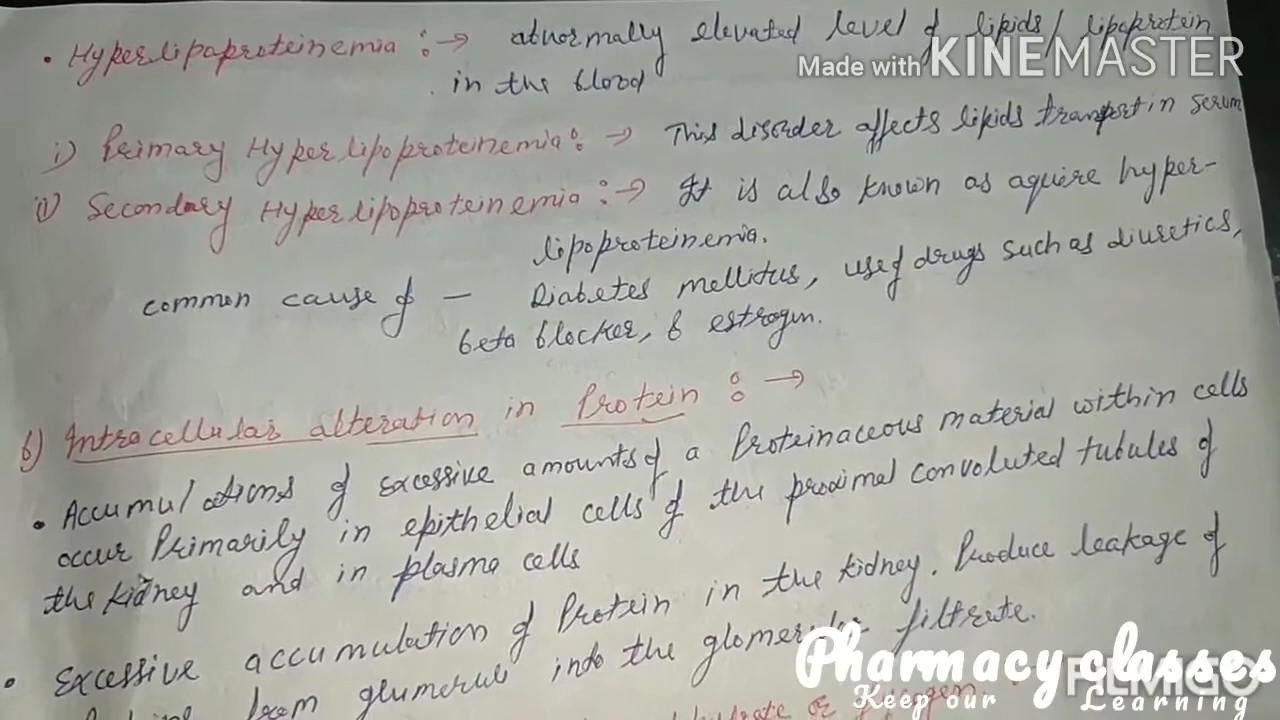 • Hyperlipoproteinemia :→ abnormally elevated level of lipids/ lipoprotein
in the blood
Made with KINEMASTER
i) Primary Hyperlipoproteinemia :→ This disorder affects lipids transport in serum
ii) Secondary Hyperlipoproteinemia :→ It is also known as aquire hyper-
lipoproteinemia.
common cause of — Diabetes mellitus, use of drugs such as diuretics,
beta blocker, & estrogen.
b) Intracellular alteration in Protein :→
• Accumulations of excessive amounts of a Proteinaceous material within cells
occur Primarily in epithelial cells of the proximal convoluted tubules of
the kidney and in plasma cells
• Excessive accumulation of Protein in the kidney. Produce leakage of
from glumerul into the glomerular filtrate.
or glycogen
Pharmacy classes
Keep our Learning
FILMIGO